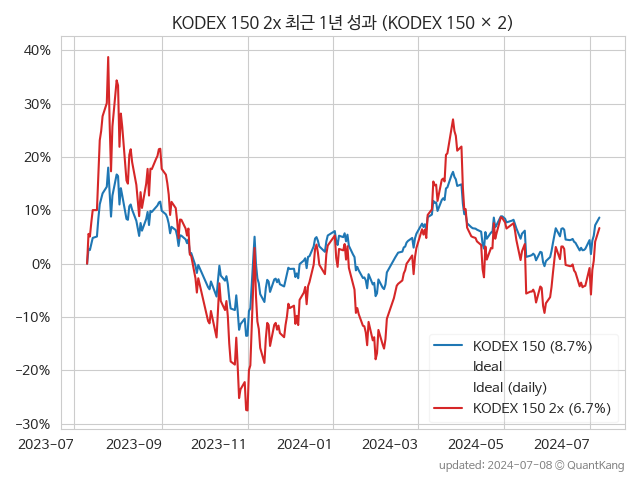 KODEX 150 2x 최근 1년 성과 (KODEX 150 × 2)
40%
30%
20%
10%
0%
−10%
−20%
−30%
KODEX 150 (8.7%)
Ideal
Ideal (daily)
KODEX 150 2x (6.7%)
2023-07 2023-09 2023-11 2024-01 2024-03 2024-05 2024-07
updated: 2024-07-08 © QuantKang